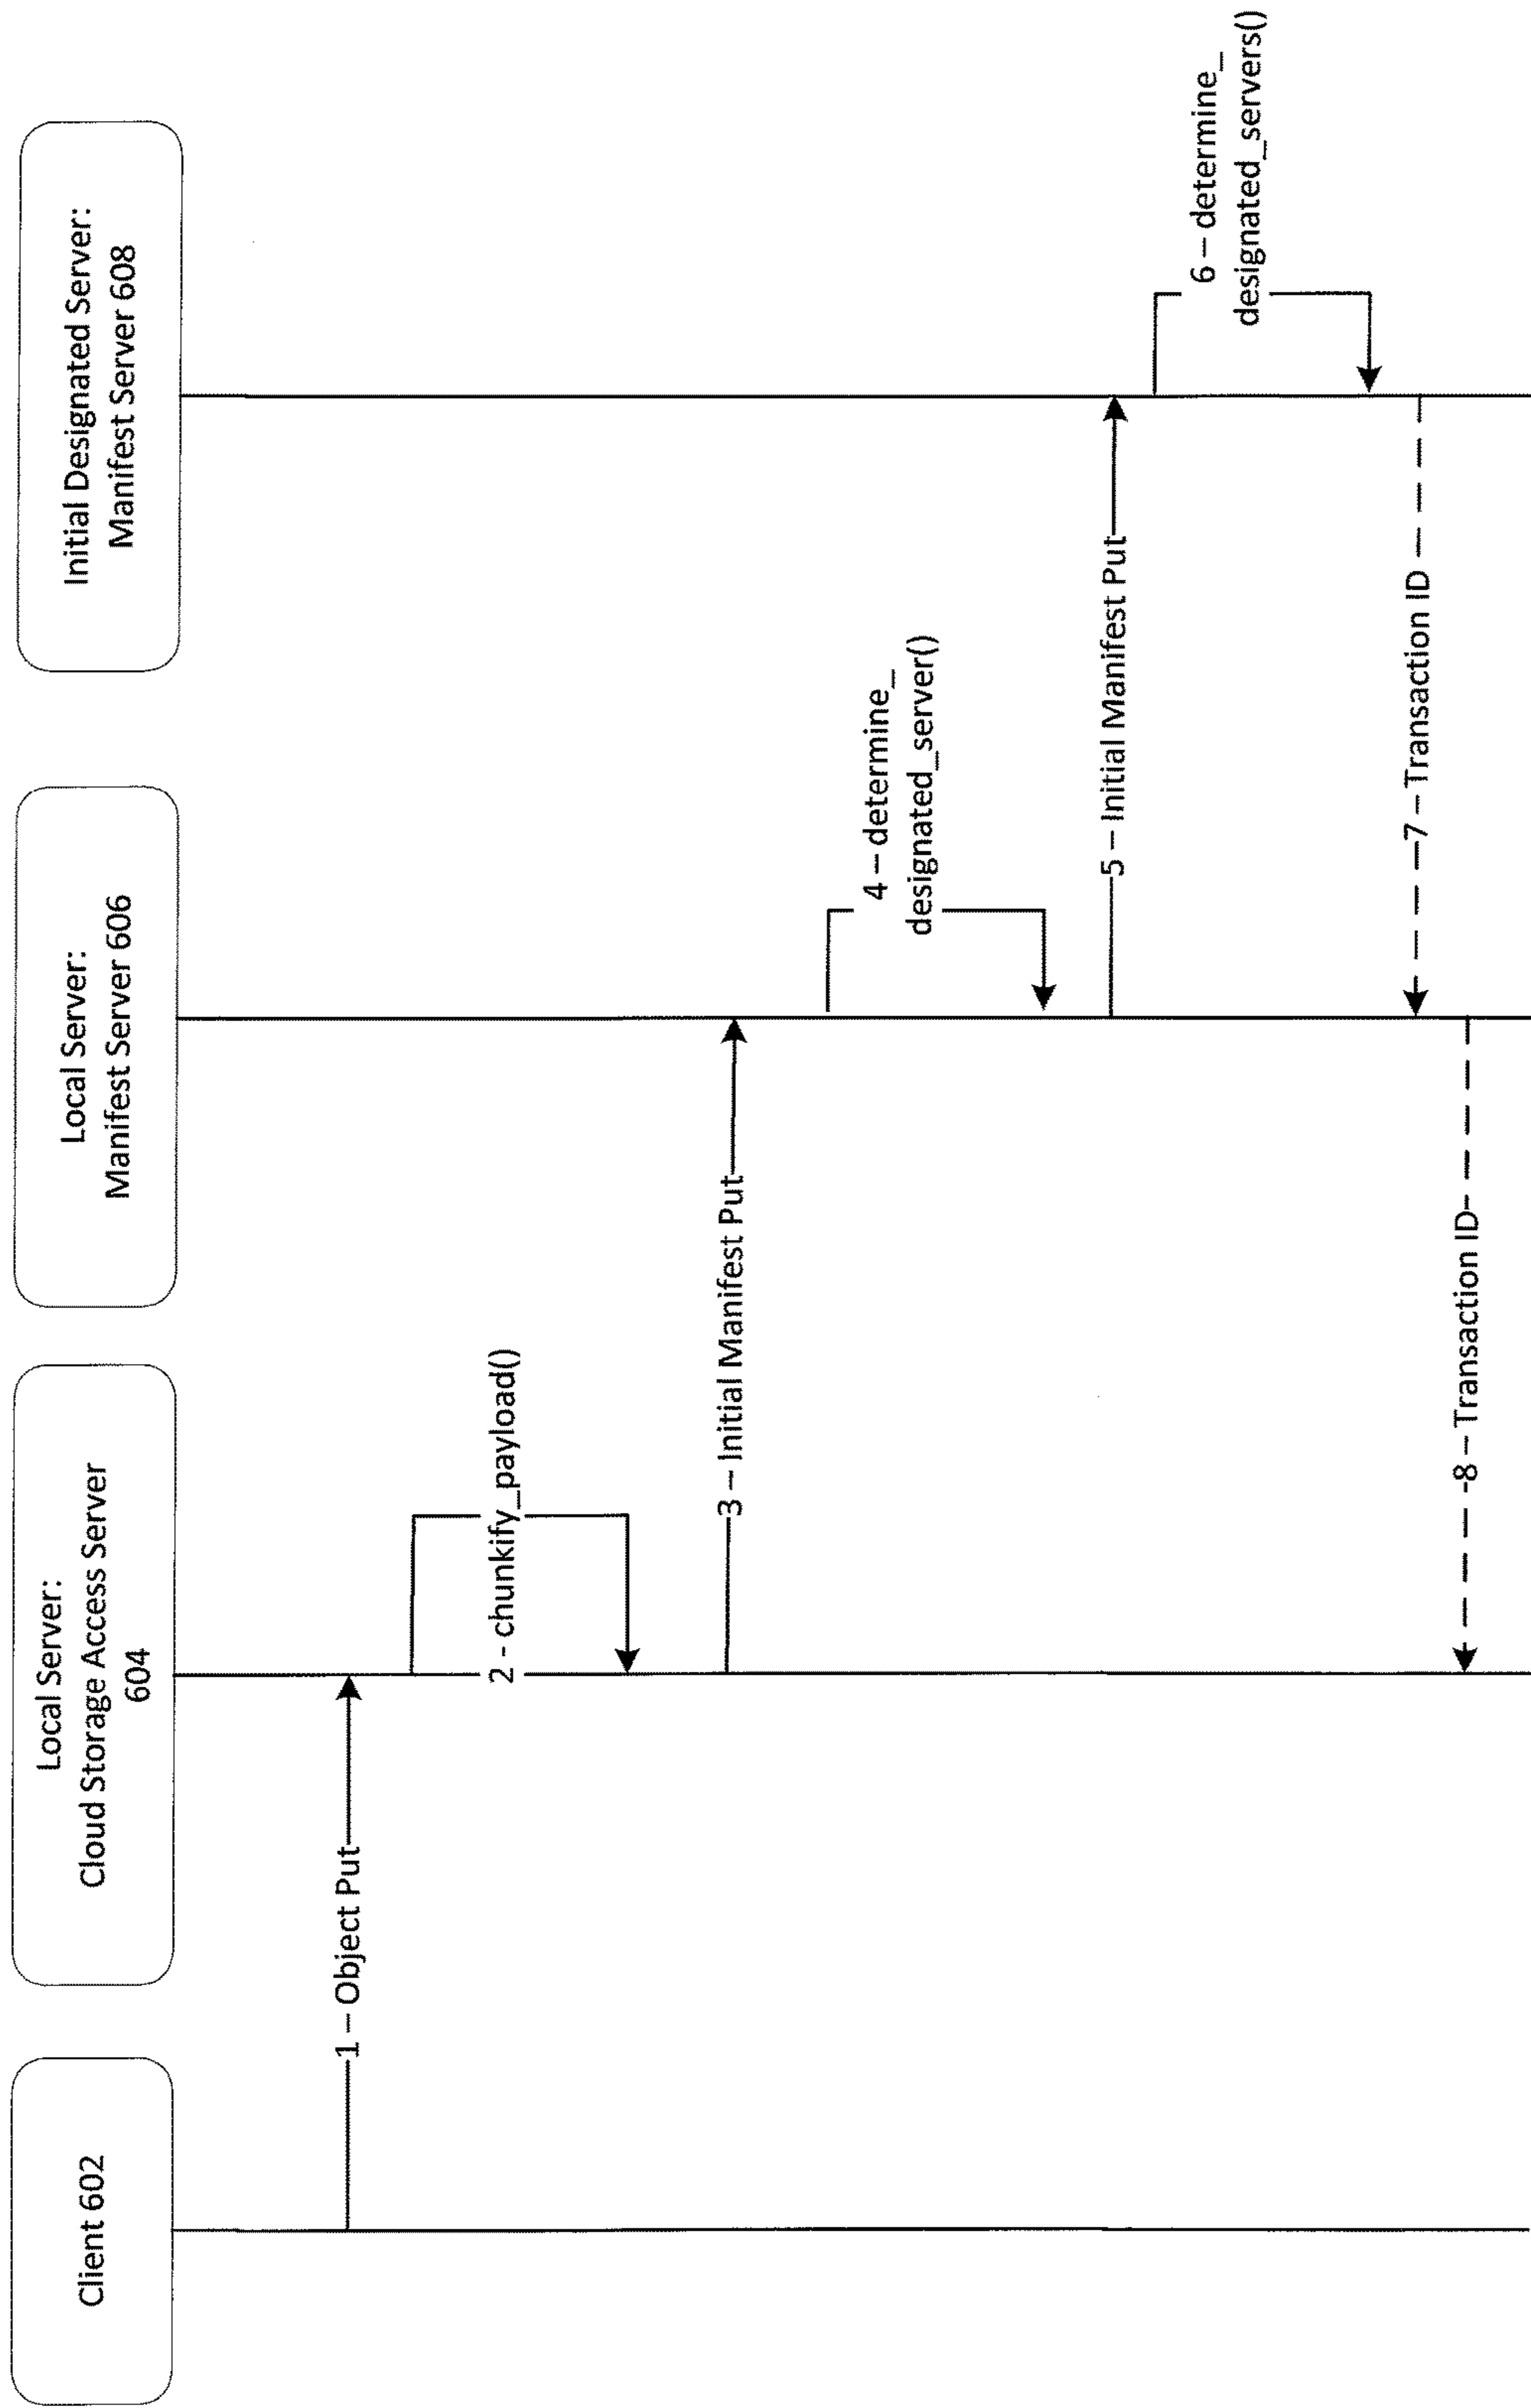 Client 602
Local Server:
Cloud Storage Access Server
604
Local Server:
Manifest Server 606
Initial Designated Server:
Manifest Server 608
1 – Object Put
2 - chunkify_payload()
3 – Initial Manifest Put
4 – determine_
designated_server()
5 – Initial Manifest Put
6 – determine_
designated_servers()
7 – Transaction ID
8 – Transaction ID